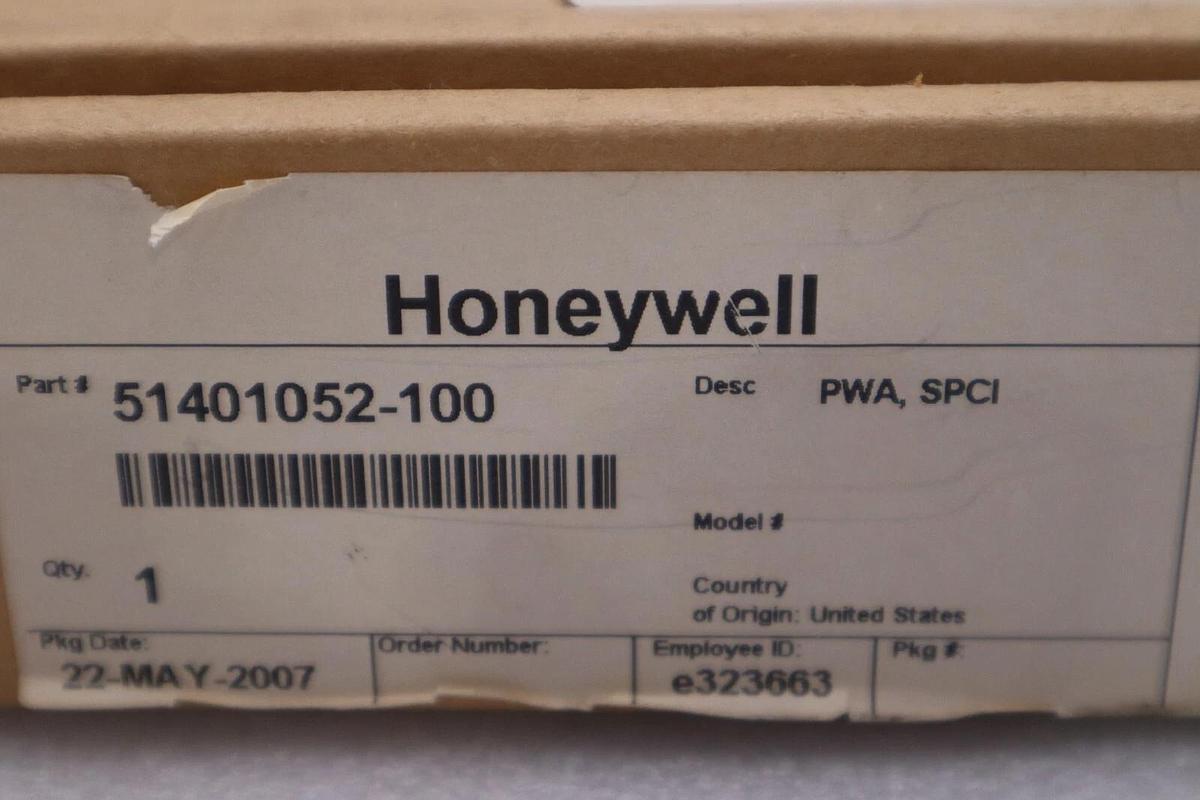 Honeywell
Part # 51401052-100
Desc PWA, SPCI
Model #
Qty. 1
Country
of Origin: United States
Pkg Date: Order Number: Employee ID: Pkg #:
22-MAY-2007 e323663